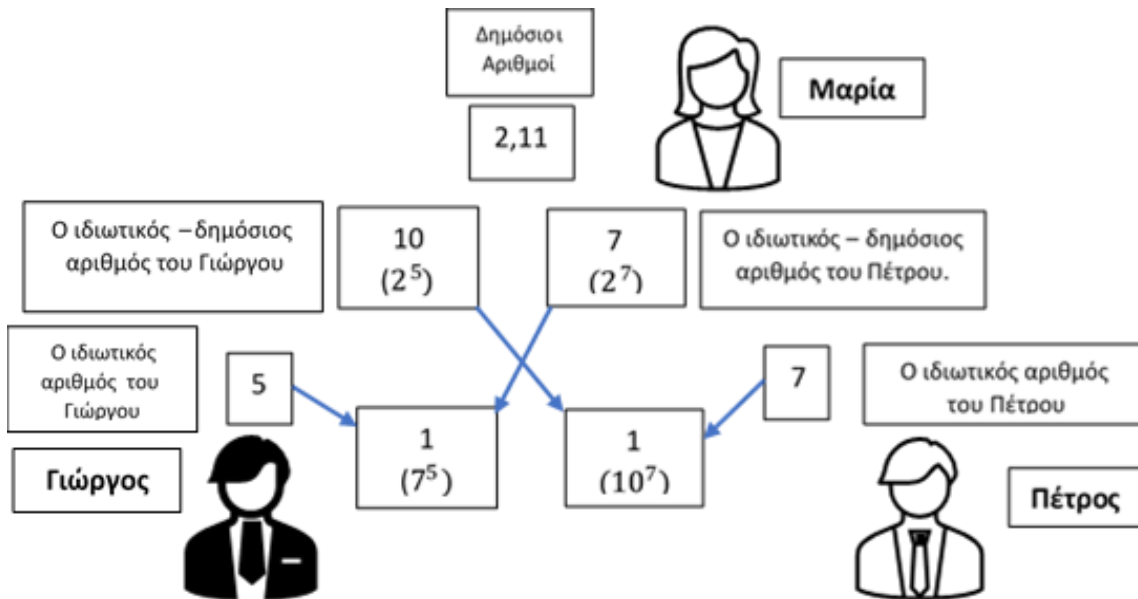 Δημόσιοι
Αριθμοί
Μαρία
2,11
Ο ιδιωτικός – δημόσιος
αριθμός του Γιώργου
10
(2⁵)
7
(2⁷)
Ο ιδιωτικός – δημόσιος
αριθμός του Πέτρου.
Ο ιδιωτικός
αριθμός του
Γιώργου
5
7
Ο ιδιωτικός αριθμός
του Πέτρου
1
(7⁵)
1
(10⁷)
Γιώργος
Πέτρος